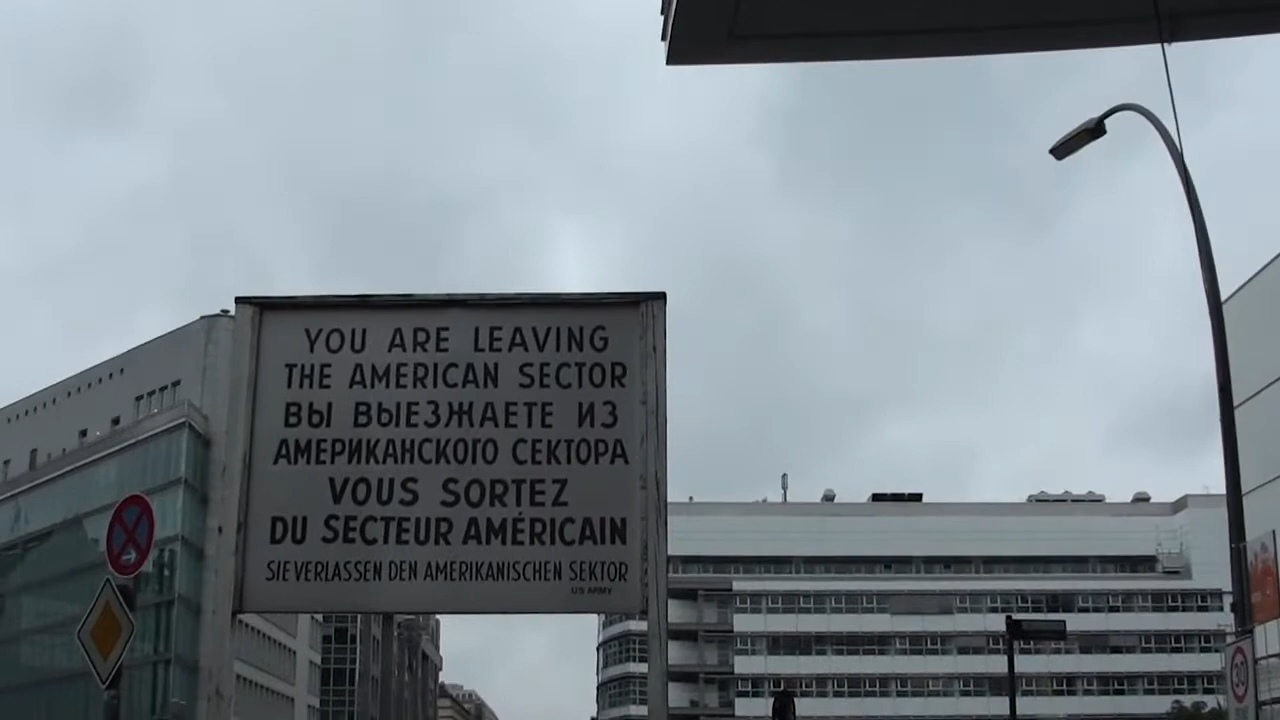 YOU ARE LEAVING
THE AMERICAN SECTOR
ВЫ ВЫЕЗЖАЕТЕ ИЗ
АМЕРИКАНСКОГО СЕКТОРА
VOUS SORTEZ
DU SECTEUR AMÉRICAIN
SIE VERLASSEN DEN AMERIKANISCHEN SEKTOR
US ARMY
30